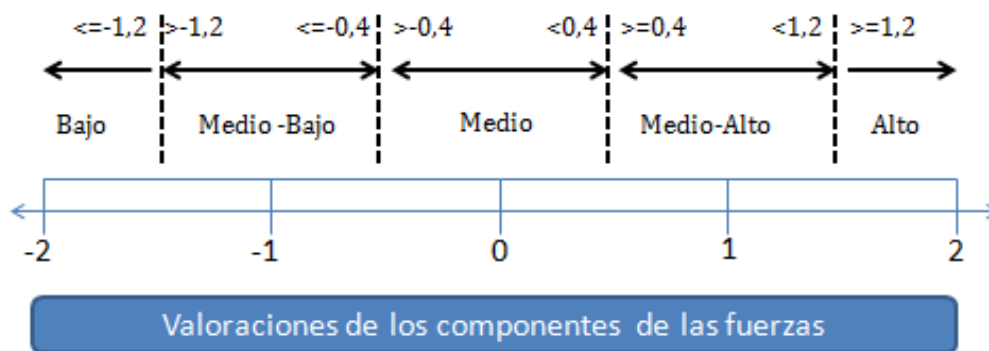 <=-1,2 >-1,2 <=-0,4 >-0,4 <0,4 >=0,4 <1,2 >=1,2
Bajo Medio -Bajo Medio Medio-Alto Alto
-2 -1 0 1 2
Valoraciones de los componentes de las fuerzas